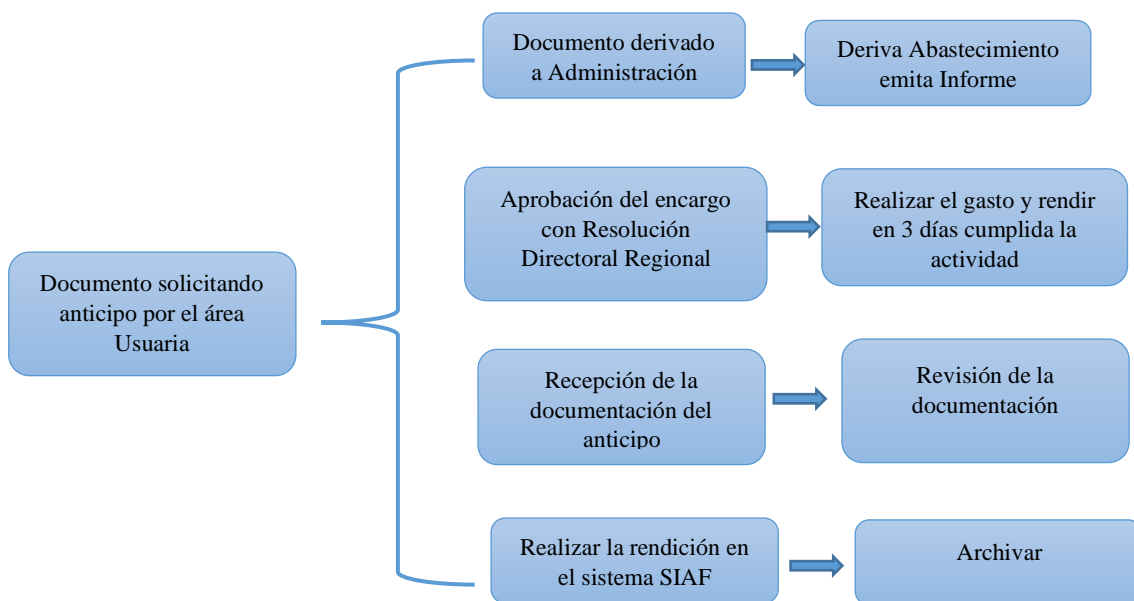 Documento solicitando
anticipo por el área
Usuaria
Documento derivado
a Administración
Deriva Abastecimiento
emita Informe
Aprobación del encargo
con Resolución
Directoral Regional
Realizar el gasto y rendir
en 3 días cumplida la
actividad
Recepción de la
documentación del
anticipo
Revisión de la
documentación
Realizar la rendición en
el sistema SIAF
Archivar